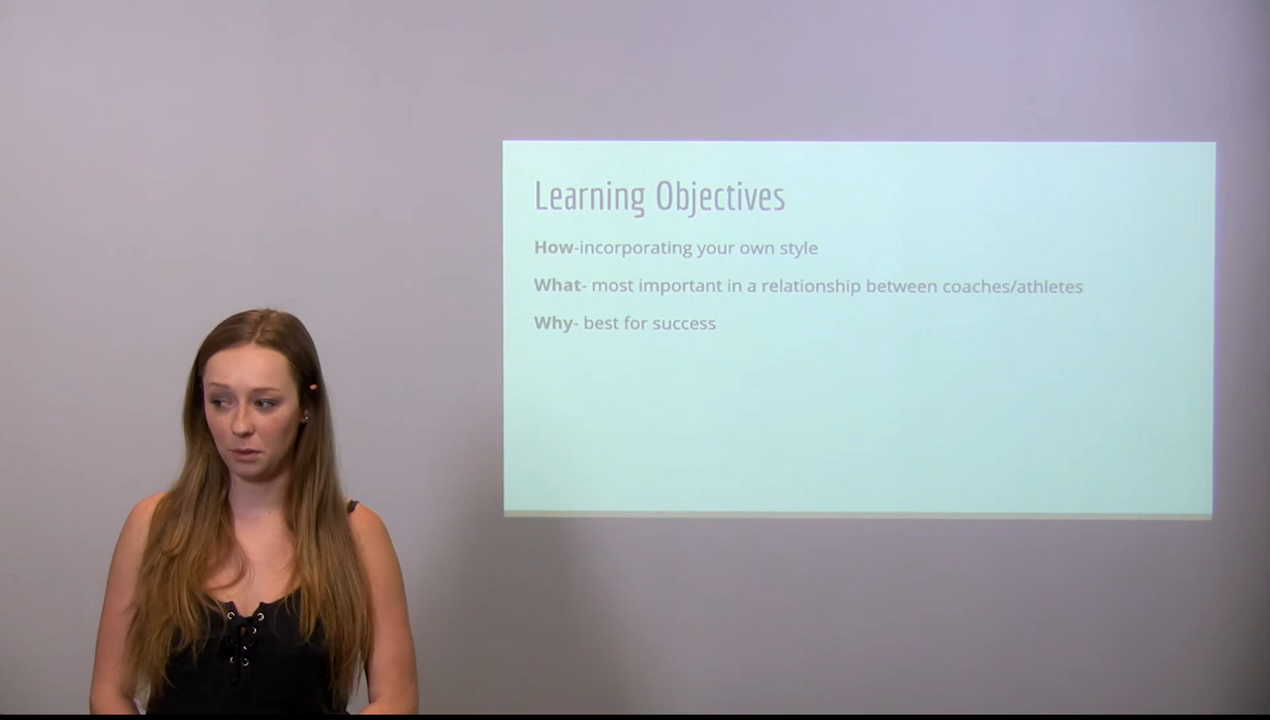 Learning Objectives
How-incorporating your own style
What- most important in a relationship between coaches/athletes
Why- best for success